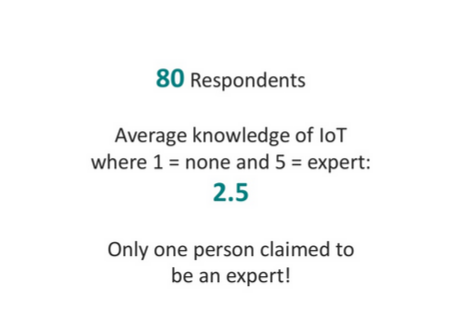 80 Respondents
Average knowledge of IoT
where 1 = none and 5 = expert:
2.5
Only one person claimed to
be an expert!